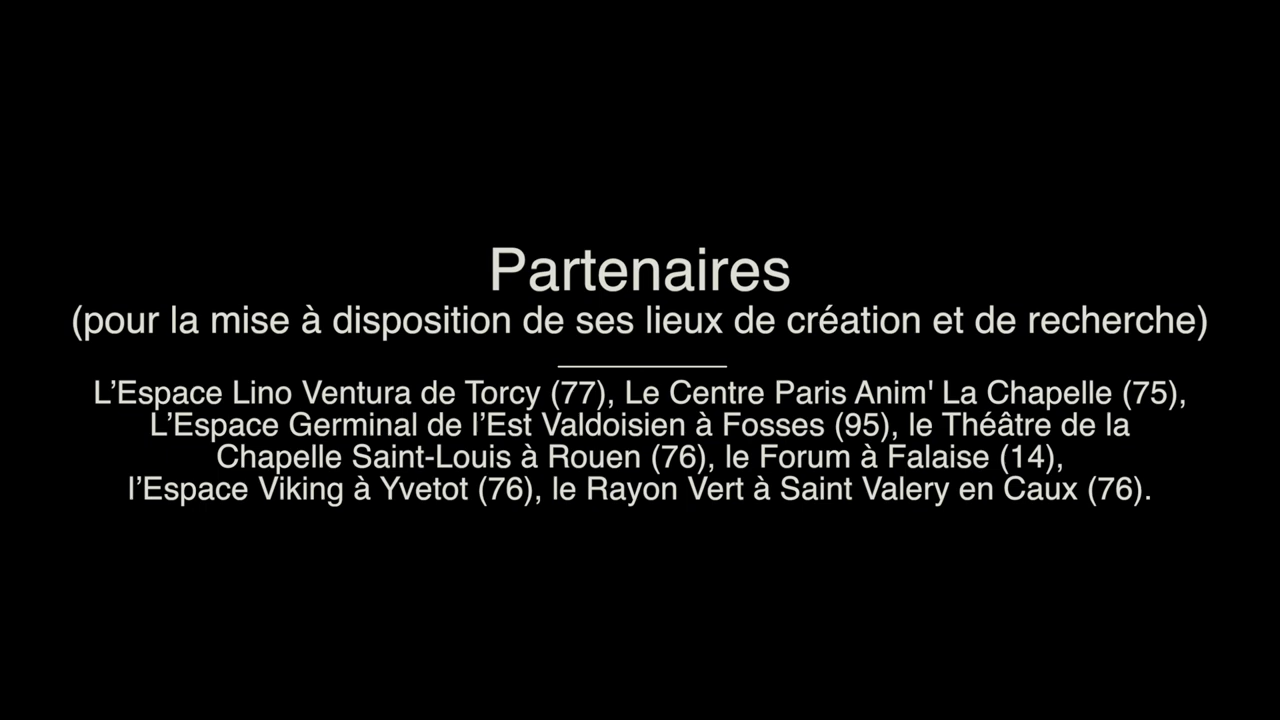 Partenaires
(pour la mise à disposition de ses lieux de création et de recherche)
L’Espace Lino Ventura de Torcy (77), Le Centre Paris Anim' La Chapelle (75),
L’Espace Germinal de l’Est Valdoisien à Fosses (95), le Théâtre de la
Chapelle Saint-Louis à Rouen (76), le Forum à Falaise (14),
l’Espace Viking à Yvetot (76), le Rayon Vert à Saint Valery en Caux (76).